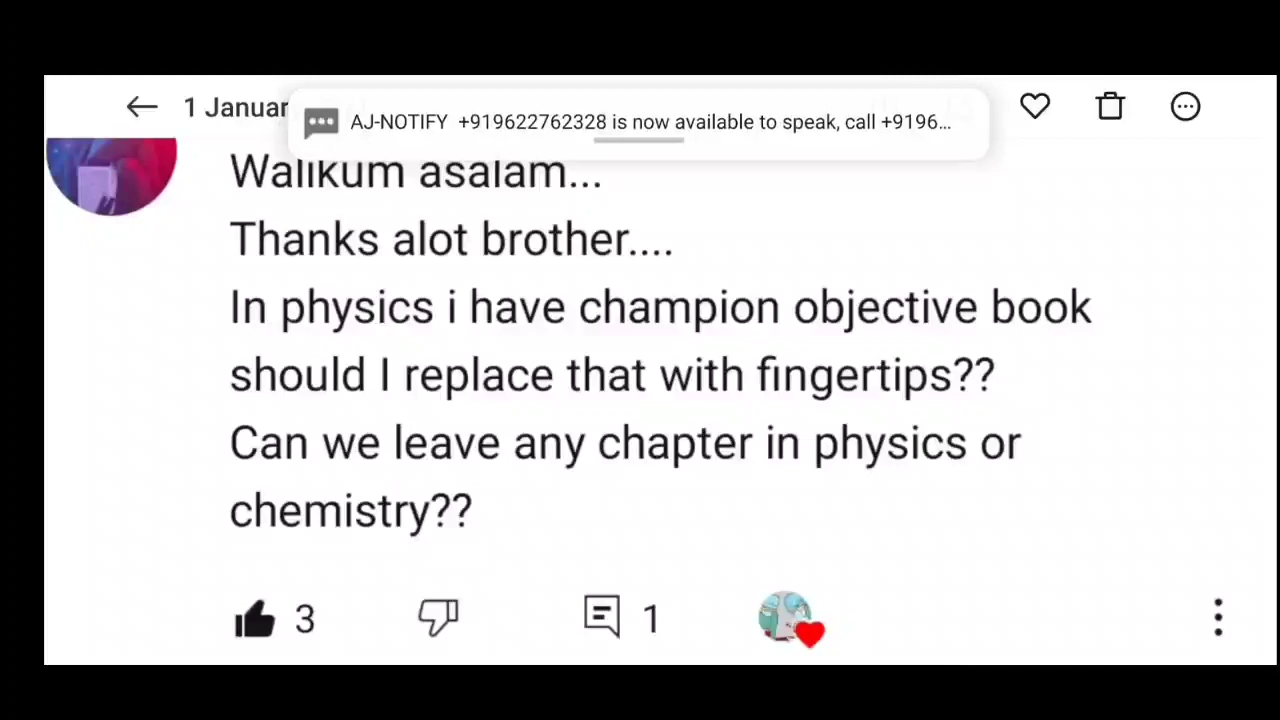 1 Januar
AJ-NOTIFY +919622762328 is now available to speak, call +9196...
Walikum asalam...
Thanks alot brother....
In physics i have champion objective book
should I replace that with fingertips??
Can we leave any chapter in physics or
chemistry??
3
1